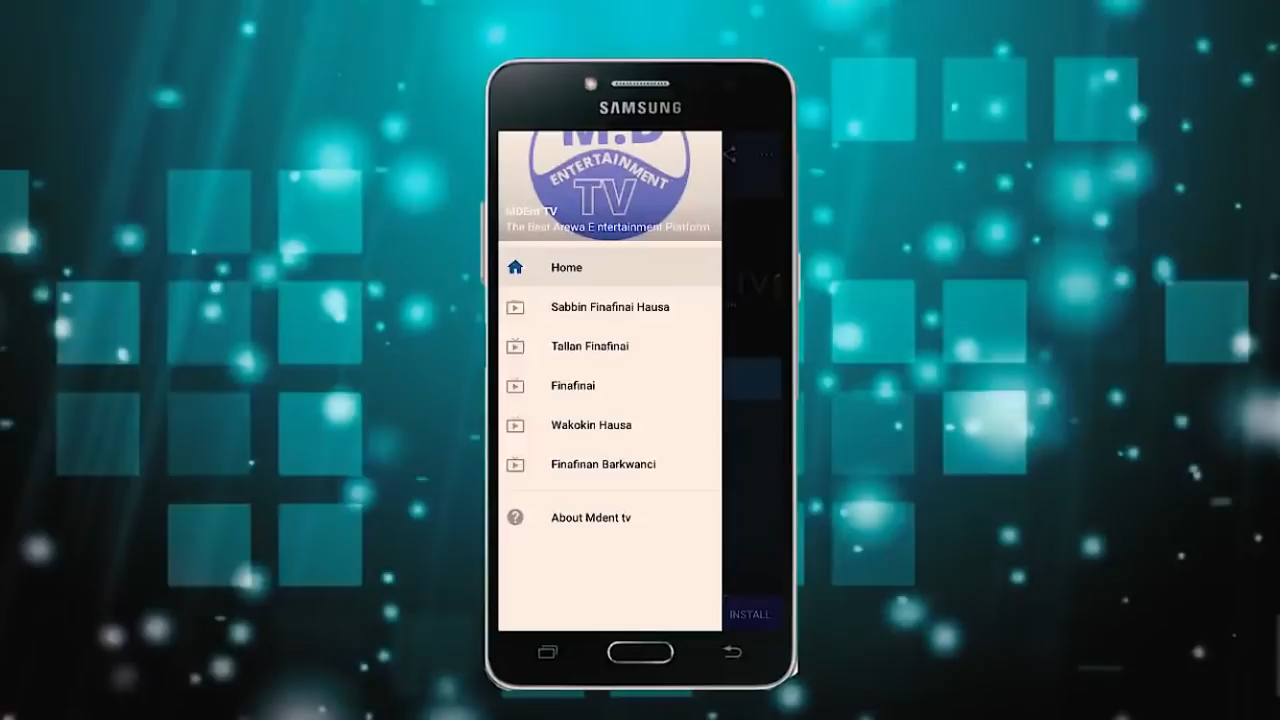 SAMSUNG
M.D
ENTERTAINMENT
TV
MDEnt TV
The Best Arewa Entertainment Platform
Home
Sabbin Finafinai Hausa
Tallan Finafinai
Finafinai
Wakokin Hausa
Finafinan Barkwanci
About Mdent tv
INSTALL